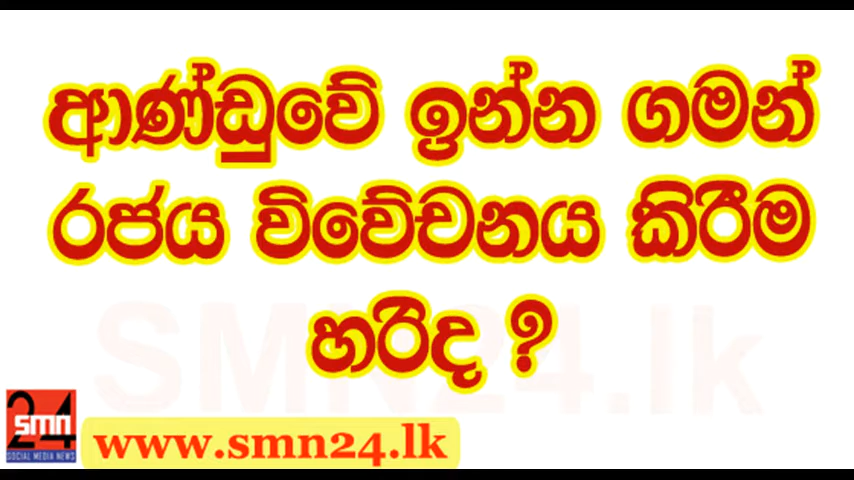 ආණ්ඩුවේ ඉන්න ගමන්
රජය විවේචනය කිරීම
හරිද ?
SMN24.lk
24
smn
SOCIAL MEDIA NEWS
www.smn24.lk